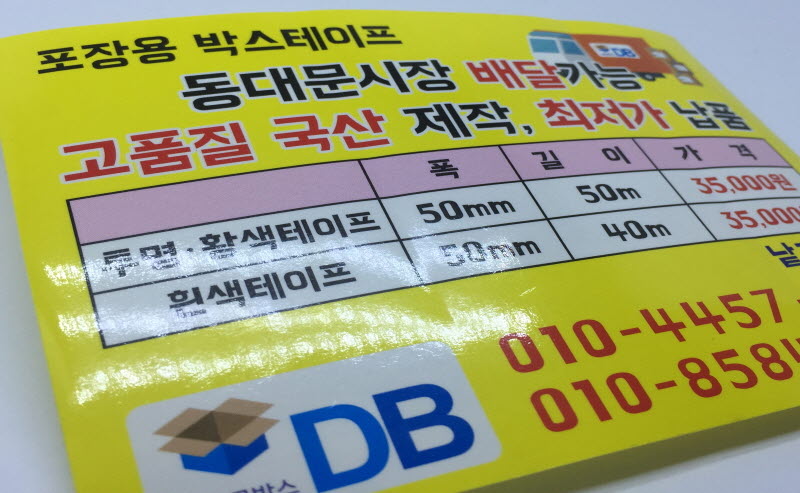 포장용 박스테이프
DB
동대문시장 배달가능
고품질 국산 제작, 최저가 납품
폭 길이 가격
투명·황색테이프 50mm 50m 35,000원
흰색테이프 50mm 40m 35,000
010-4457
010-858
DB